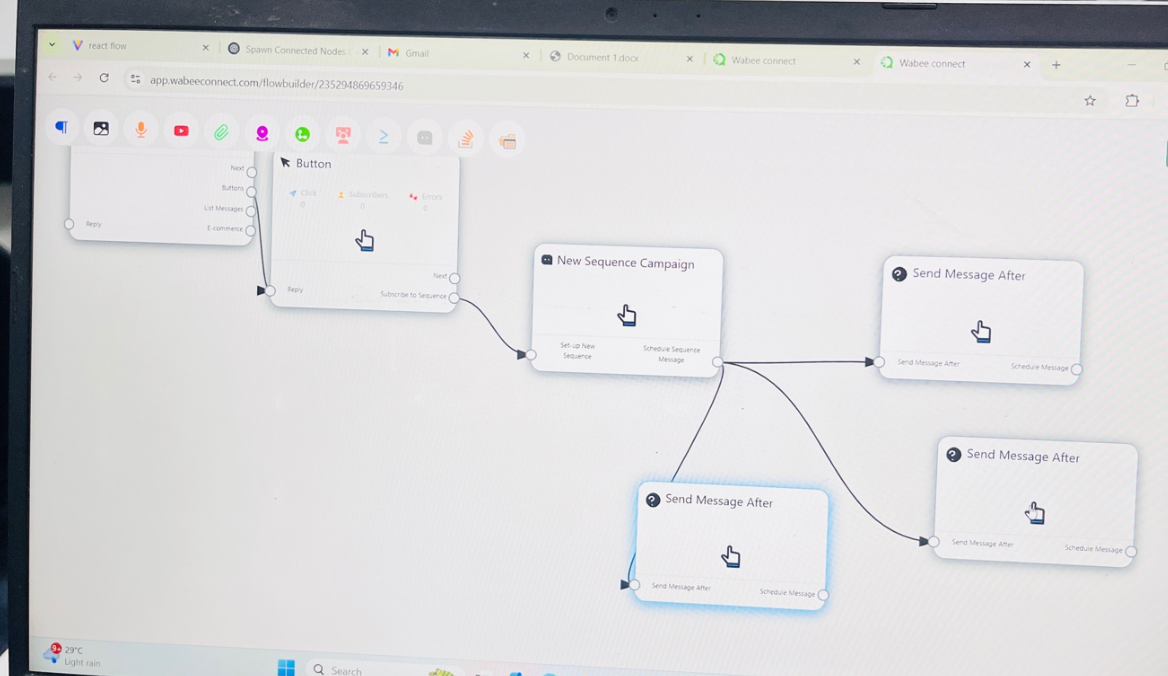 react flow
Spawn Connected Nodes
Gmail
Document 1.docx
Wabee connect
Wabee connect
app.wabeeconnect.com/flowbuilder/235294869659346
Next
Buttons
List Messages
E-commerce
Reply
Button
Click
0
Subscribers
0
Errors
0
Next
Reply
Subscribe to Sequence
New Sequence Campaign
Set-up New
Sequence
Schedule Sequence
Message
Send Message After
Send Message After
Schedule Message
Send Message After
Send Message After
Schedule Message
Send Message After
Send Message After
Schedule Message
9+
29°C
Light rain
Search